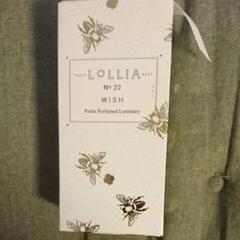 LOLLIA
Nº 22
WISH
Petite Perfumed Luminary